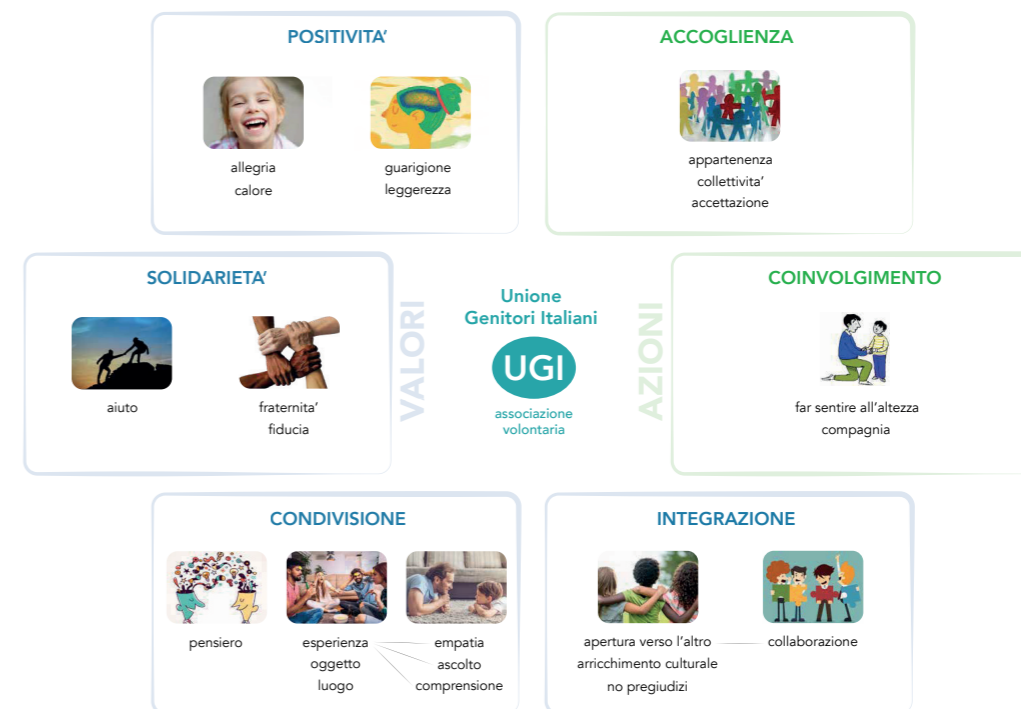 POSITIVITA'
allegria
calore
guarigione
leggerezza
ACCOGLIENZA
appartenenza
collettivita'
accettazione
SOLIDARIETA'
aiuto
fraternita'
fiducia
VALORI
Unione
Genitori Italiani
UGI
associazione
volontaria
AZIONI
COINVOLGIMENTO
far sentire all'altezza
compagnia
CONDIVISIONE
pensiero
esperienza
oggetto
luogo
empatia
ascolto
comprensione
INTEGRAZIONE
apertura verso l'altro
arricchimento culturale
no pregiudizi
collaborazione